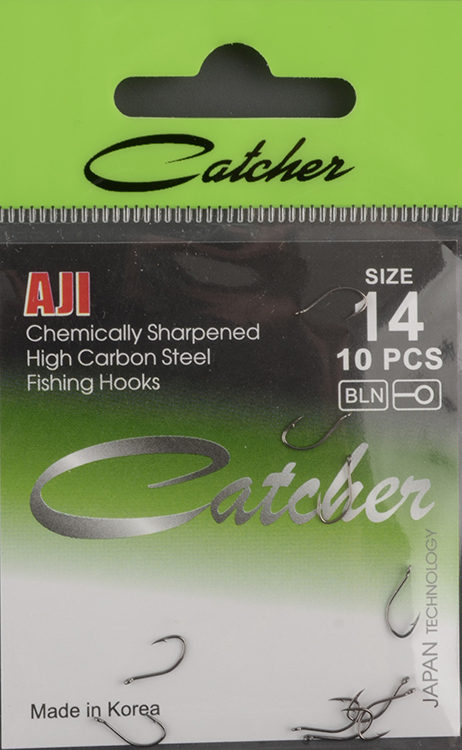 Catcher
AJI
Chemically Sharpened
High Carbon Steel
Fishing Hooks
SIZE
14
10 PCS
BLN
Catcher
JAPAN TECHNOLOGY
Made in Korea